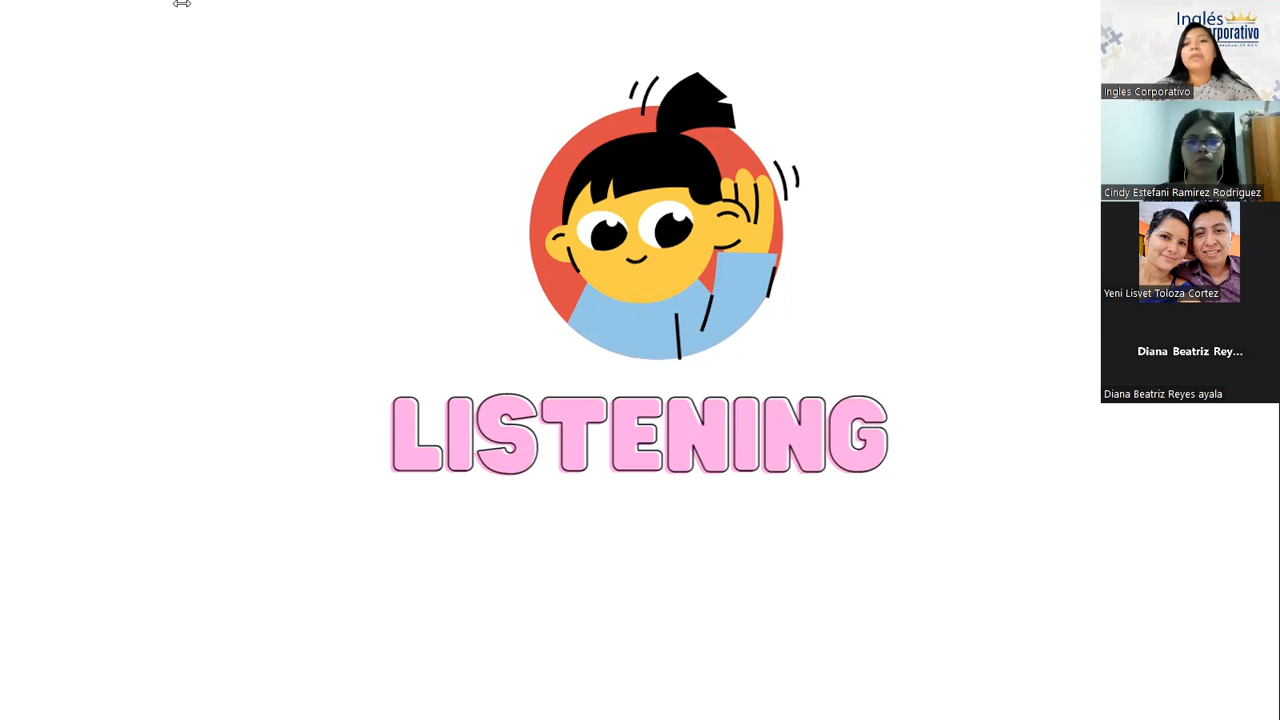 LISTENING
Inglés
corporativo
Ingles Corporativo
Cindy Estefani Ramirez Rodriguez
Yeni Lisvet Toloza Cortez
Diana Beatriz Rey...
Diana Beatriz Reyes ayala